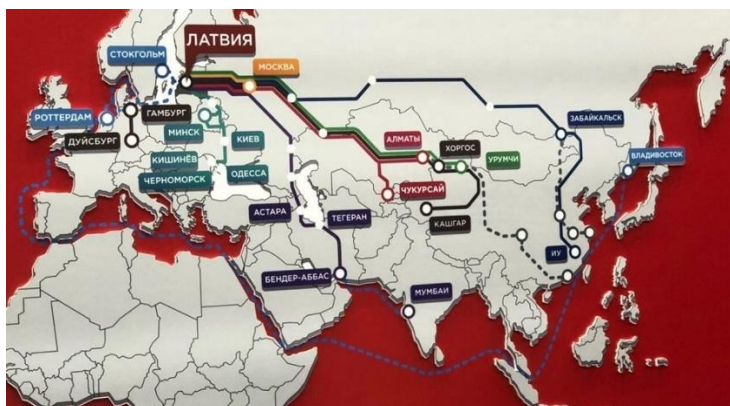 ЛАТВИЯ
СТОКГОЛЬМ
МОСКВА
РОТТЕРДАМ
ГАМБУРГ
ДУЙСБУРГ
МИНСК
КИЕВ
КИШИНЁВ
ЧЕРНОМОРСК
ОДЕССА
ЗАБАЙКАЛЬСК
АЛМАТЫ
ХОРГОС
УРУМЧИ
ВЛАДИВОСТОК
ЧУКУРСАЙ
КАШГАР
АСТАРА
ТЕГЕРАН
ИУ
БЕНДЕР-АББАС
МУМБАИ